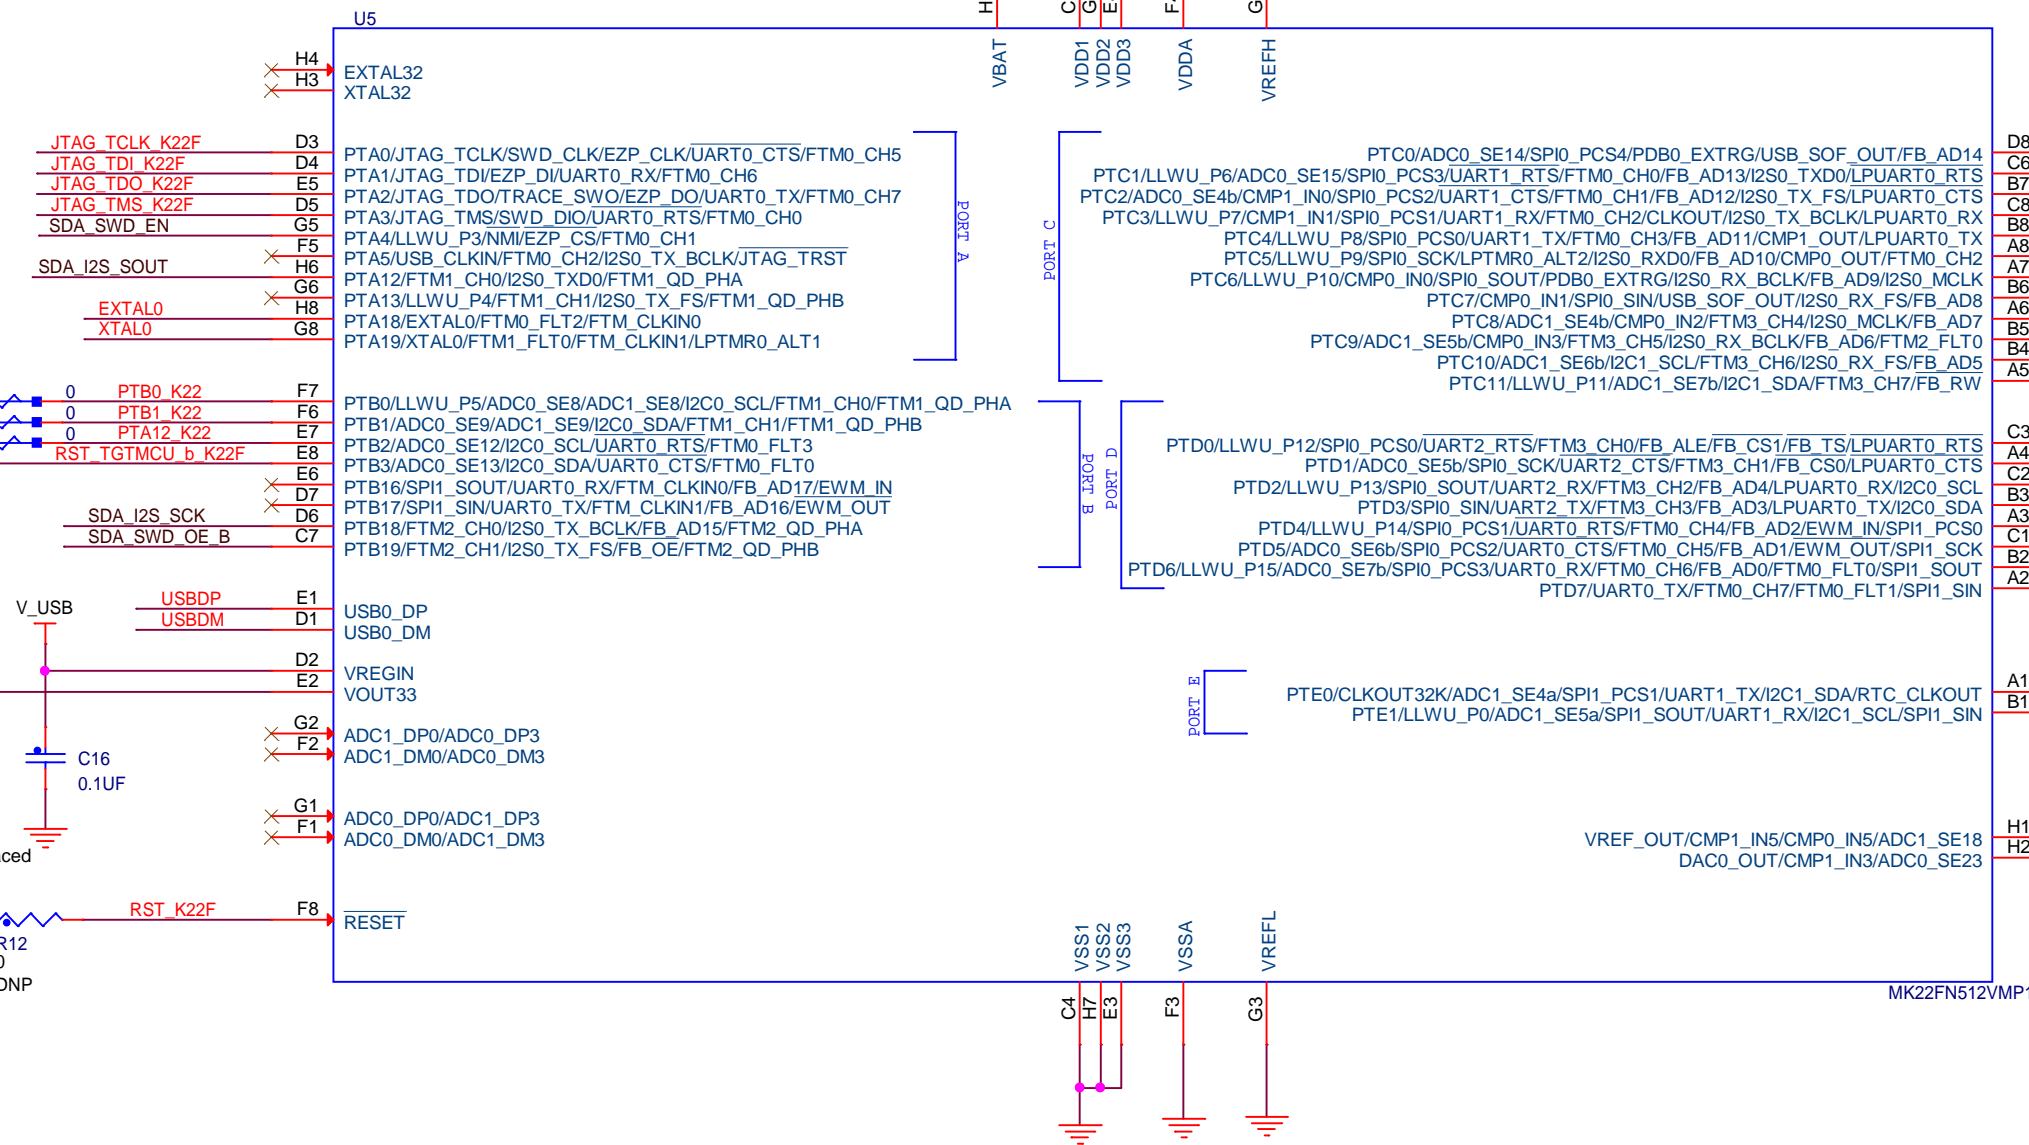 U5
H4 EXTAL32
H3 XTAL32
JTAG_TCLK_K22F D3 PTA0/JTAG_TCLK/SWD_CLK/EZP_CLK/UART0_CTS/FTM0_CH5
JTAG_TDI_K22F D4 PTA1/JTAG_TDI/EZP_DI/UART0_RX/FTM0_CH6
JTAG_TDO_K22F E5 PTA2/JTAG_TDO/TRACE_SWO/EZP_DO/UART0_TX/FTM0_CH7
JTAG_TMS_K22F D5 PTA3/JTAG_TMS/SWD_DIO/UART0_RTS/FTM0_CH0
SDA_SWD_EN G5 PTA4/LLWU_P3/NMI/EZP_CS/FTM0_CH1
F5 PTA5/USB_CLKIN/FTM0_CH2/I2S0_TX_BCLK/JTAG_TRST
SDA_I2S_SOUT H6 PTA12/FTM1_CH0/I2S0_TXD0/FTM1_QD_PHA
G6 PTA13/LLWU_P4/FTM1_CH1/I2S0_TX_FS/FTM1_QD_PHB
EXTAL0 H8 PTA18/EXTAL0/FTM0_FLT2/FTM_CLKIN0
XTAL0 G8 PTA19/XTAL0/FTM1_FLT0/FTM_CLKIN1/LPTMR0_ALT1
PORT A
0 PTB0_K22 F7 PTB0/LLWU_P5/ADC0_SE8/ADC1_SE8/I2C0_SCL/FTM1_CH0/FTM1_QD_PHA
0 PTB1_K22 F6 PTB1/ADC0_SE9/ADC1_SE9/I2C0_SDA/FTM1_CH1/FTM1_QD_PHB
0 PTA12_K22 E7 PTB2/ADC0_SE12/I2C0_SCL/UART0_RTS/FTM0_FLT3
RST_TGTMCU_b_K22F E8 PTB3/ADC0_SE13/I2C0_SDA/UART0_CTS/FTM0_FLT0
E6 PTB16/SPI1_SOUT/UART0_RX/FTM_CLKIN0/FB_AD17/EWM_IN
D7 PTB17/SPI1_SIN/UART0_TX/FTM_CLKIN1/FB_AD16/EWM_OUT
SDA_I2S_SCK D6 PTB18/FTM2_CH0/I2S0_TX_BCLK/FB_AD15/FTM2_QD_PHA
SDA_SWD_OE_B C7 PTB19/FTM2_CH1/I2S0_TX_FS/FB_OE/FTM2_QD_PHB
PORT B
V_USB
USBDP E1 USB0_DP
USBDM D1 USB0_DM
D2 VREGIN
E2 VOUT33
G2 ADC1_DP0/ADC0_DP3
F2 ADC1_DM0/ADC0_DM3
C16
0.1UF
G1 ADC0_DP0/ADC1_DP3
F1 ADC0_DM0/ADC1_DM3
RST_K22F F8 RESET
R12
DNP
VBAT
VDD1
VDD2
VDD3
VDDA
VREFH
PORT C
PTC0/ADC0_SE14/SPI0_PCS4/PDB0_EXTRG/USB_SOF_OUT/FB_AD14 D8
PTC1/LLWU_P6/ADC0_SE15/SPI0_PCS3/UART1_RTS/FTM0_CH0/FB_AD13/I2S0_TXD0/LPUART0_RTS C6
PTC2/ADC0_SE4b/CMP1_IN0/SPI0_PCS2/UART1_CTS/FTM0_CH1/FB_AD12/I2S0_TX_FS/LPUART0_CTS B7
PTC3/LLWU_P7/CMP1_IN1/SPI0_PCS1/UART1_RX/FTM0_CH2/CLKOUT/I2S0_TX_BCLK/LPUART0_RX C8
PTC4/LLWU_P8/SPI0_PCS0/UART1_TX/FTM0_CH3/FB_AD11/CMP1_OUT/LPUART0_TX B8
PTC5/LLWU_P9/SPI0_SCK/LPTMR0_ALT2/I2S0_RXD0/FB_AD10/CMP0_OUT/FTM0_CH2 A8
PTC6/LLWU_P10/CMP0_IN0/SPI0_SOUT/PDB0_EXTRG/I2S0_RX_BCLK/FB_AD9/I2S0_MCLK A7
PTC7/CMP0_IN1/SPI0_SIN/USB_SOF_OUT/I2S0_RX_FS/FB_AD8 B6
PTC8/ADC1_SE4b/CMP0_IN2/FTM3_CH4/I2S0_MCLK/FB_AD7 A6
PTC9/ADC1_SE5b/CMP0_IN3/FTM3_CH5/I2S0_RX_BCLK/FB_AD6/FTM2_FLT0 B5
PTC10/ADC1_SE6b/I2C1_SCL/FTM3_CH6/I2S0_RX_FS/FB_AD5 B4
PTC11/LLWU_P11/ADC1_SE7b/I2C1_SDA/FTM3_CH7/FB_RW A5
PORT D
PTD0/LLWU_P12/SPI0_PCS0/UART2_RTS/FTM3_CH0/FB_ALE/FB_CS1/FB_TS/LPUART0_RTS C3
PTD1/ADC0_SE5b/SPI0_SCK/UART2_CTS/FTM3_CH1/FB_CS0/LPUART0_CTS A4
PTD2/LLWU_P13/SPI0_SOUT/UART2_RX/FTM3_CH2/FB_AD4/LPUART0_RX/I2C0_SCL C2
PTD3/SPI0_SIN/UART2_TX/FTM3_CH3/FB_AD3/LPUART0_TX/I2C0_SDA B3
PTD4/LLWU_P14/SPI0_PCS1/UART0_RTS/FTM0_CH4/FB_AD2/EWM_IN/SPI1_PCS0 A3
PTD5/ADC0_SE6b/SPI0_PCS2/UART0_CTS/FTM0_CH5/FB_AD1/EWM_OUT/SPI1_SCK C1
PTD6/LLWU_P15/ADC0_SE7b/SPI0_PCS3/UART0_RX/FTM0_CH6/FB_AD0/FTM0_FLT0/SPI1_SOUT B2
PTD7/UART0_TX/FTM0_CH7/FTM0_FLT1/SPI1_SIN A2
PORT E
PTE0/CLKOUT32K/ADC1_SE4a/SPI1_PCS1/UART1_TX/I2C1_SDA/RTC_CLKOUT A1
PTE1/LLWU_P0/ADC1_SE5a/SPI1_SOUT/UART1_RX/I2C1_SCL/SPI1_SIN B1
VREF_OUT/CMP1_IN5/CMP0_IN5/ADC1_SE18 H1
DAC0_OUT/CMP1_IN3/ADC0_SE23 H2
VSS1 C4
VSS2 H7
VSS3 E3
VSSA F3
VREFL G3
MK22FN512VMP1